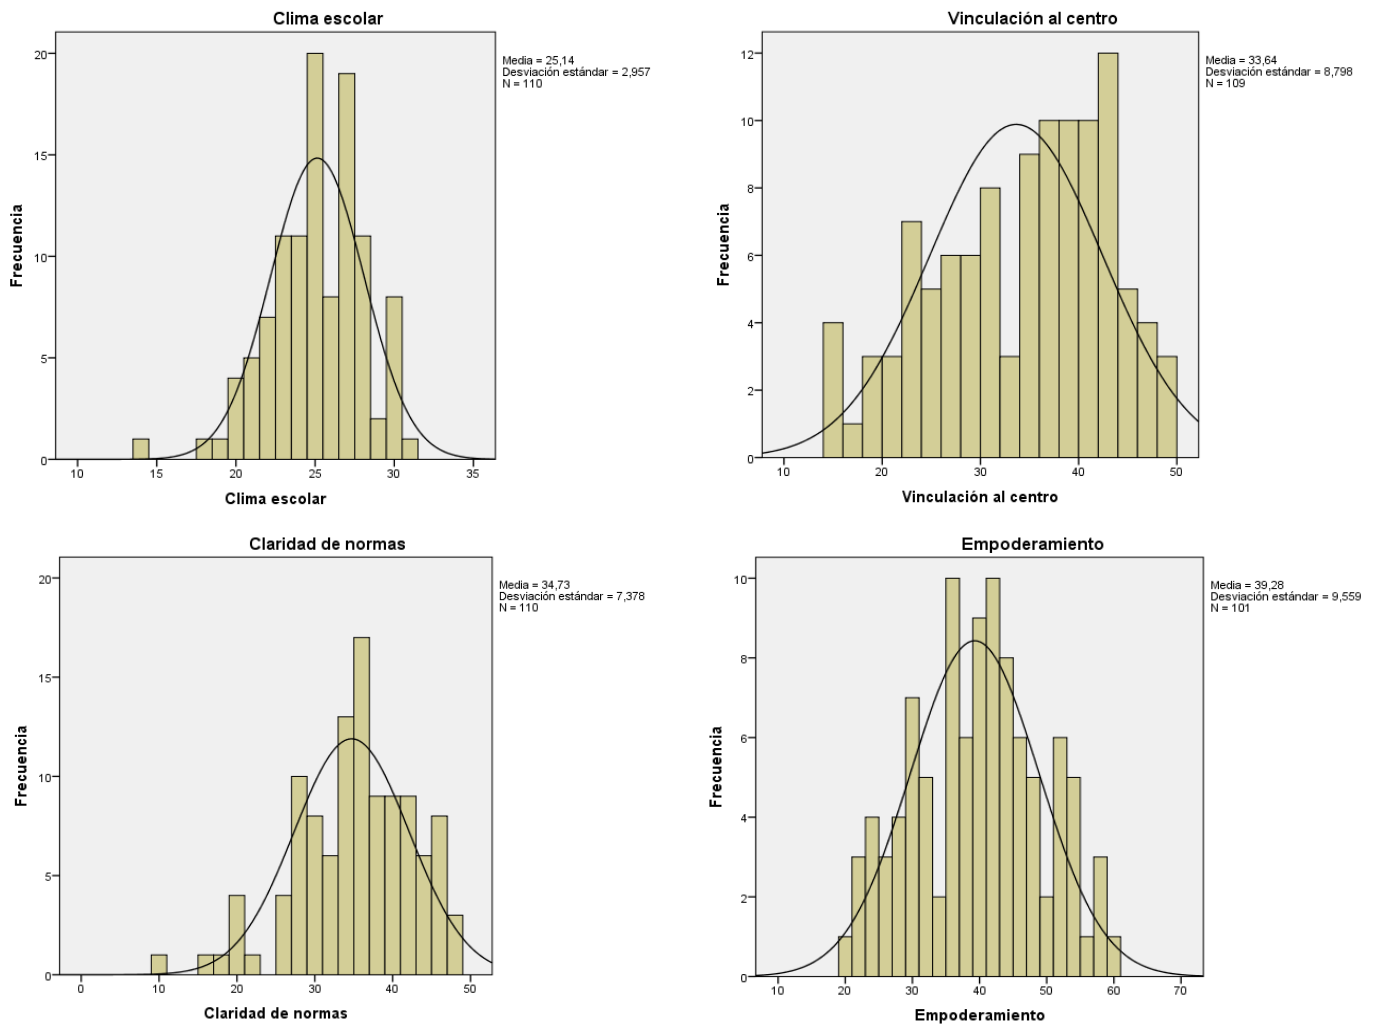 Clima escolar
20
15
10
5
0
10 15 20 25 30 35
Frecuencia
Clima escolar
Media = 25,14
Desviación estándar = 2,957
N = 110
Vinculación al centro
12
10
8
6
4
2
0
10 20 30 40 50
Frecuencia
Vinculación al centro
Media = 33,64
Desviación estándar = 8,798
N = 109
Claridad de normas
20
15
10
5
0
0 10 20 30 40 50
Frecuencia
Claridad de normas
Media = 34,73
Desviación estándar = 7,378
N = 110
Empoderamiento
10
8
6
4
2
0
10 20 30 40 50 60 70
Frecuencia
Empoderamiento
Media = 39,28
Desviación estándar = 9,559
N = 101